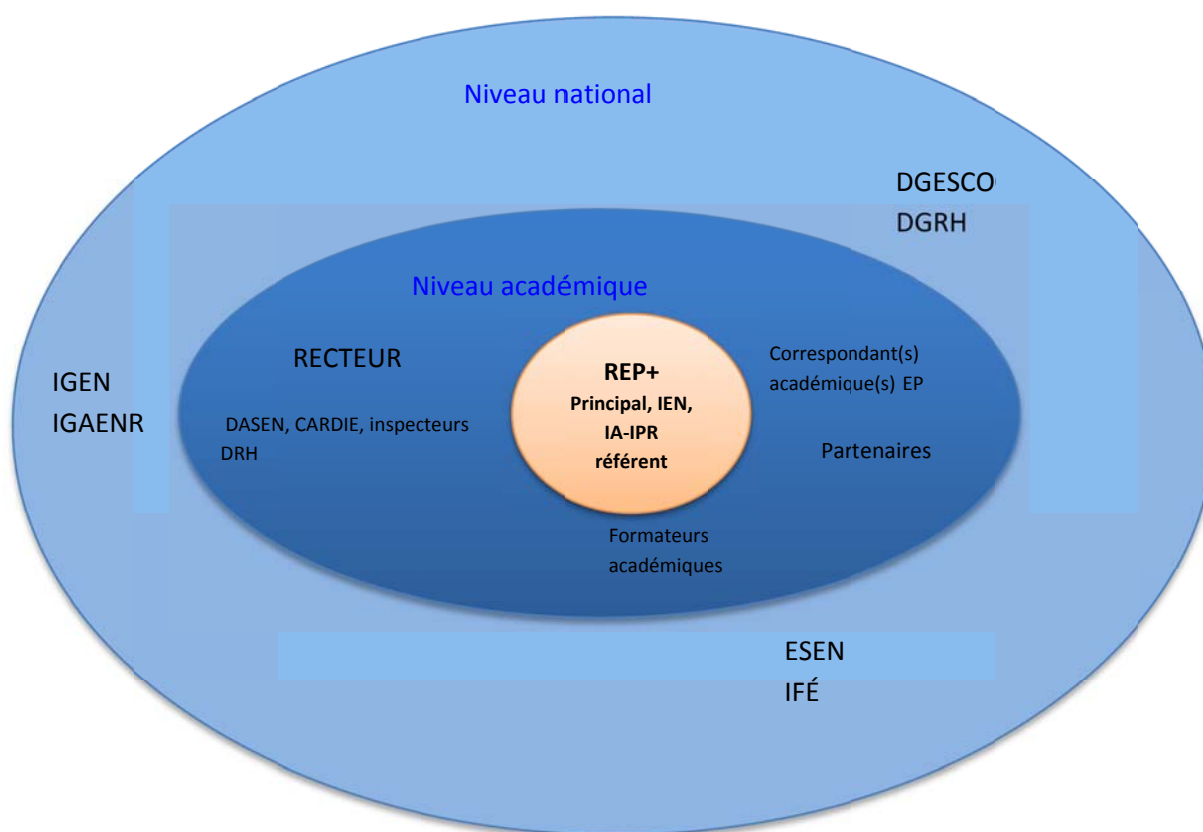 Niveau national
DGESCO
DGRH
Niveau académique
RECTEUR
DASEN, CARDIE, inspecteurs
DRH
IGEN
IGAENR
REP+
Principal, IEN,
IA-IPR
référent
Correspondant(s)
académique(s) EP
Partenaires
Formateurs
académiques
ESEN
IFÉ